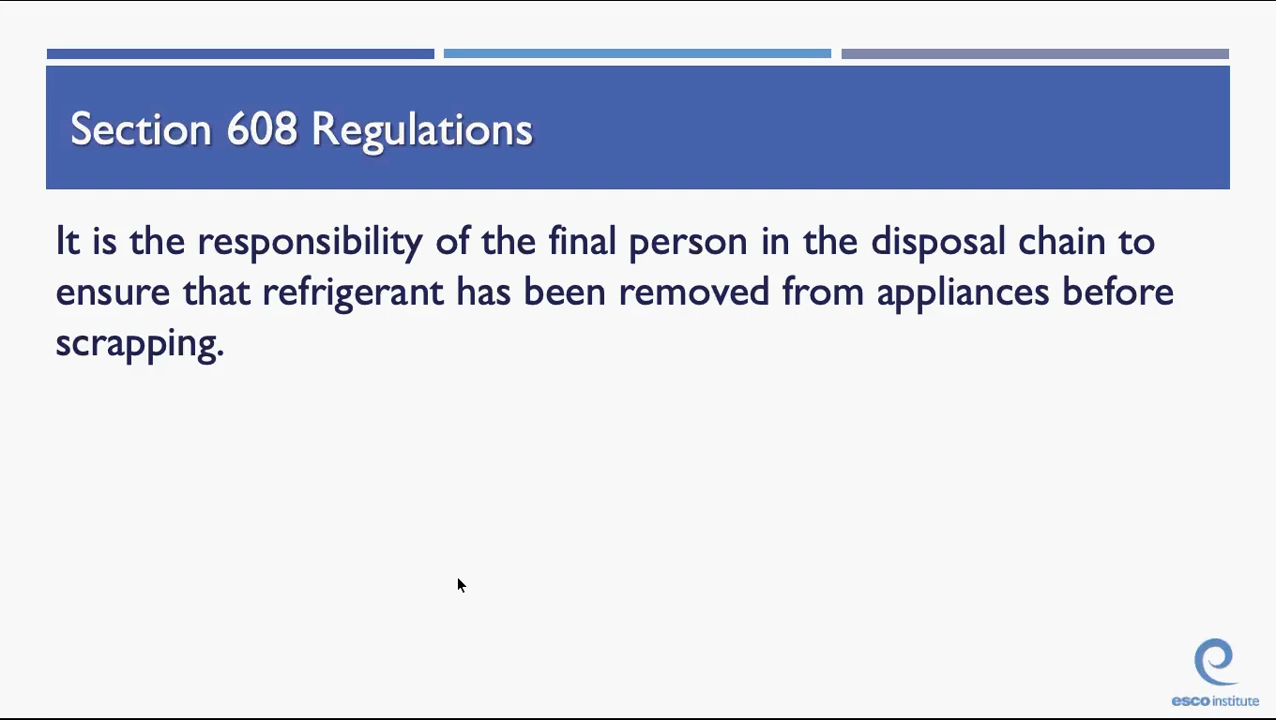 Section 608 Regulations
It is the responsibility of the final person in the disposal chain to
ensure that refrigerant has been removed from appliances before
scrapping.
esco institute